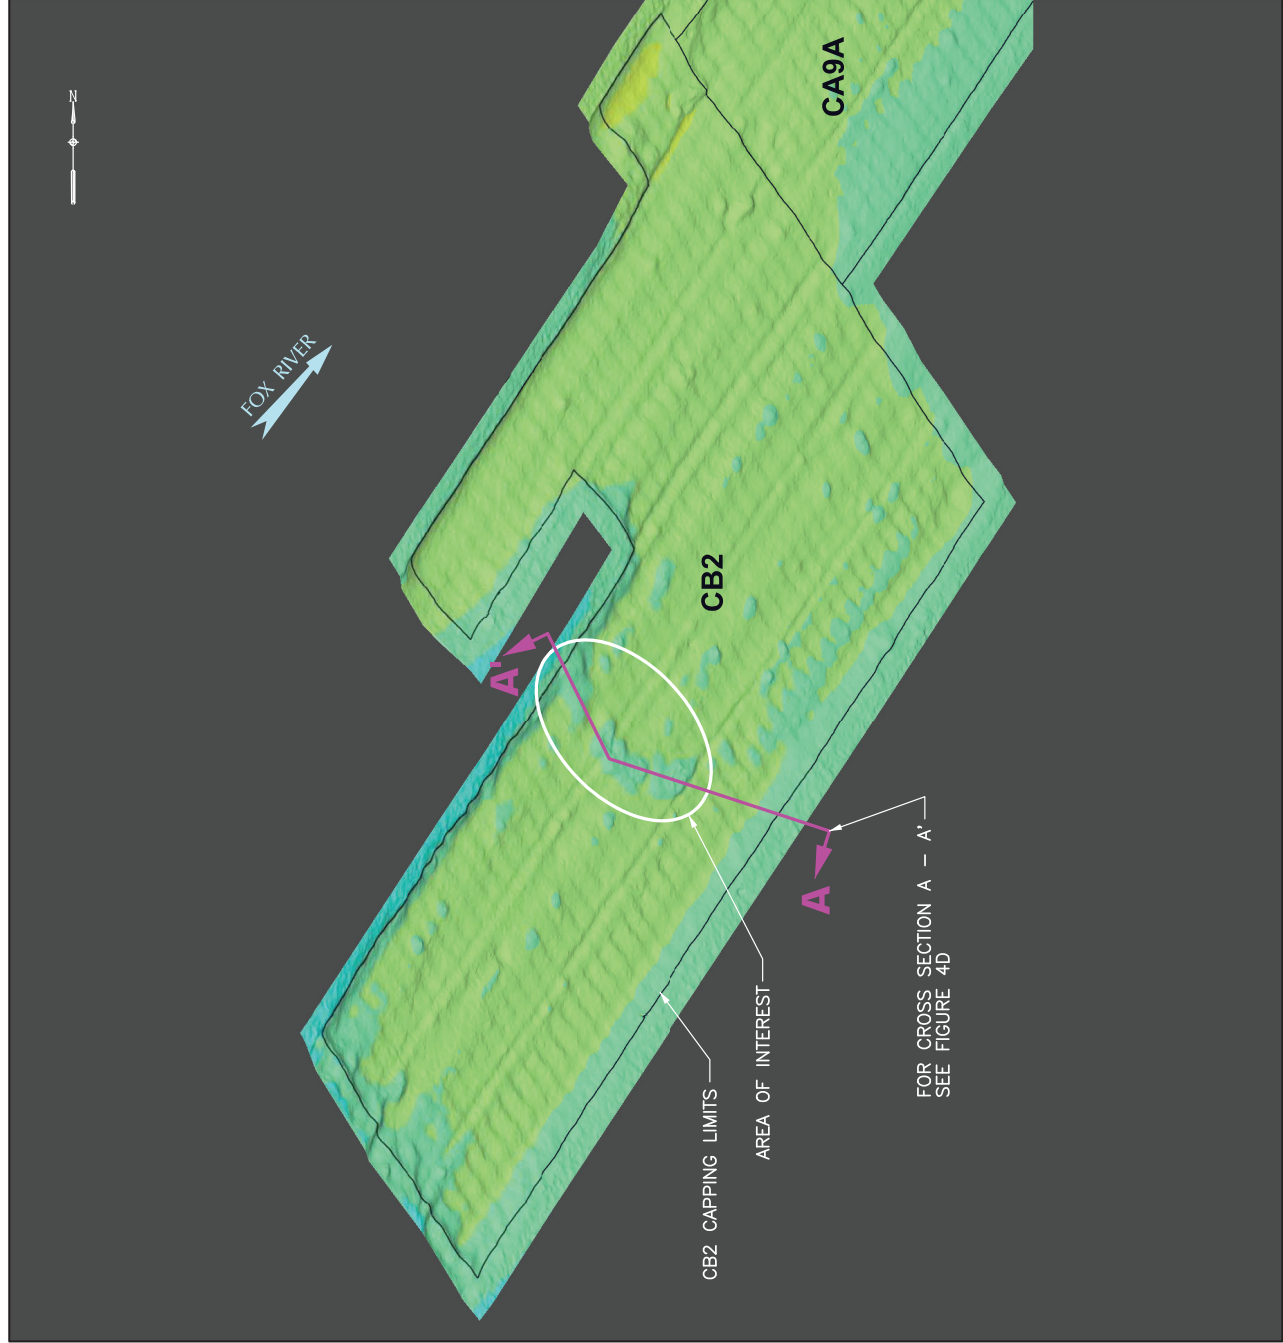 N
FOX RIVER
CA9A
CB2
A'
A
CB2 CAPPING LIMITS
AREA OF INTEREST
FOR CROSS SECTION A – A'
SEE FIGURE 4D